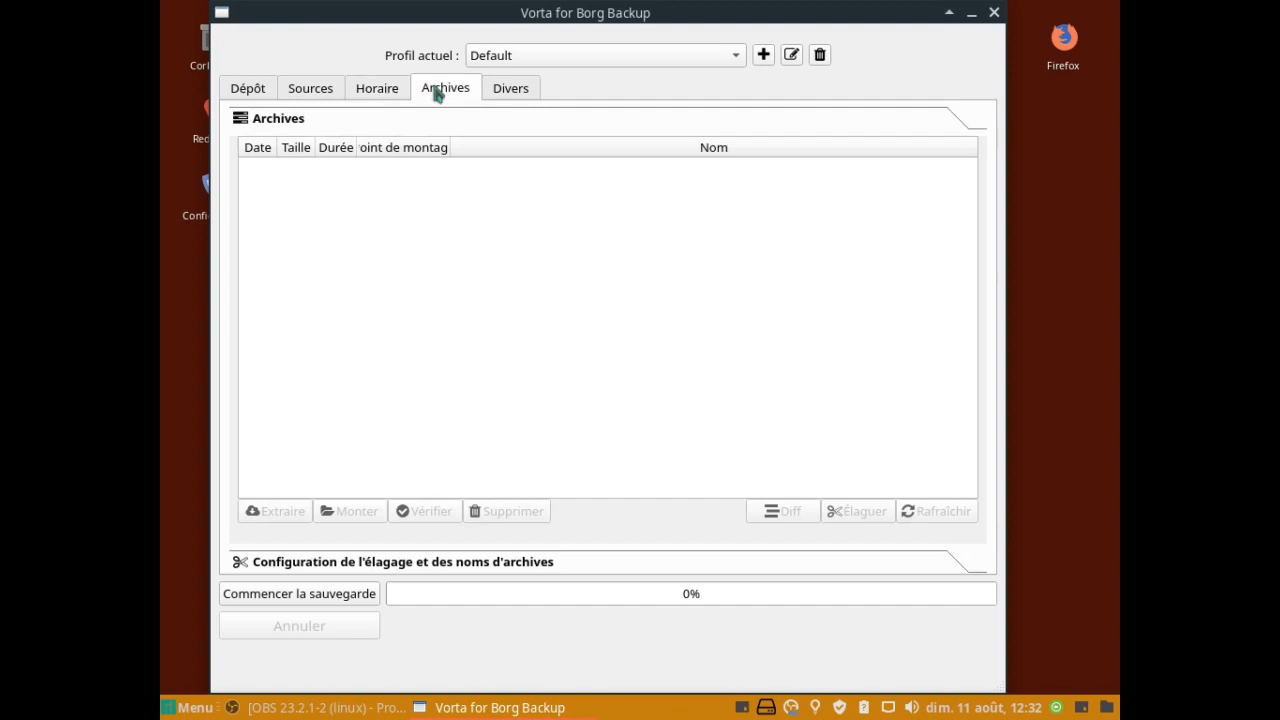 Vorta for Borg Backup
Profil actuel : Default
Firefox
Dépôt Sources Horaire Archives Divers
Archives
Date Taille Durée oint de montag Nom
Extraire Monter Vérifier Supprimer Diff Élaguer Rafraîchir
Configuration de l'élagage et des noms d'archives
Commencer la sauvegarde 0%
Annuler
Menu [OBS 23.2.1-2 (linux) - Pro... Vorta for Borg Backup dim. 11 août, 12:32